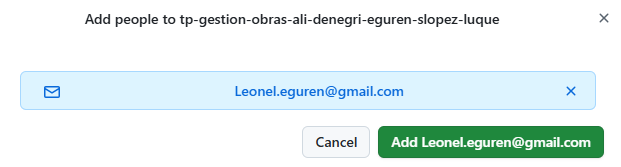 Add people to tp-gestion-obras-ali-denegri-eguren-slopez-luque
Leonel.eguren@gmail.com
Cancel Add Leonel.eguren@gmail.com